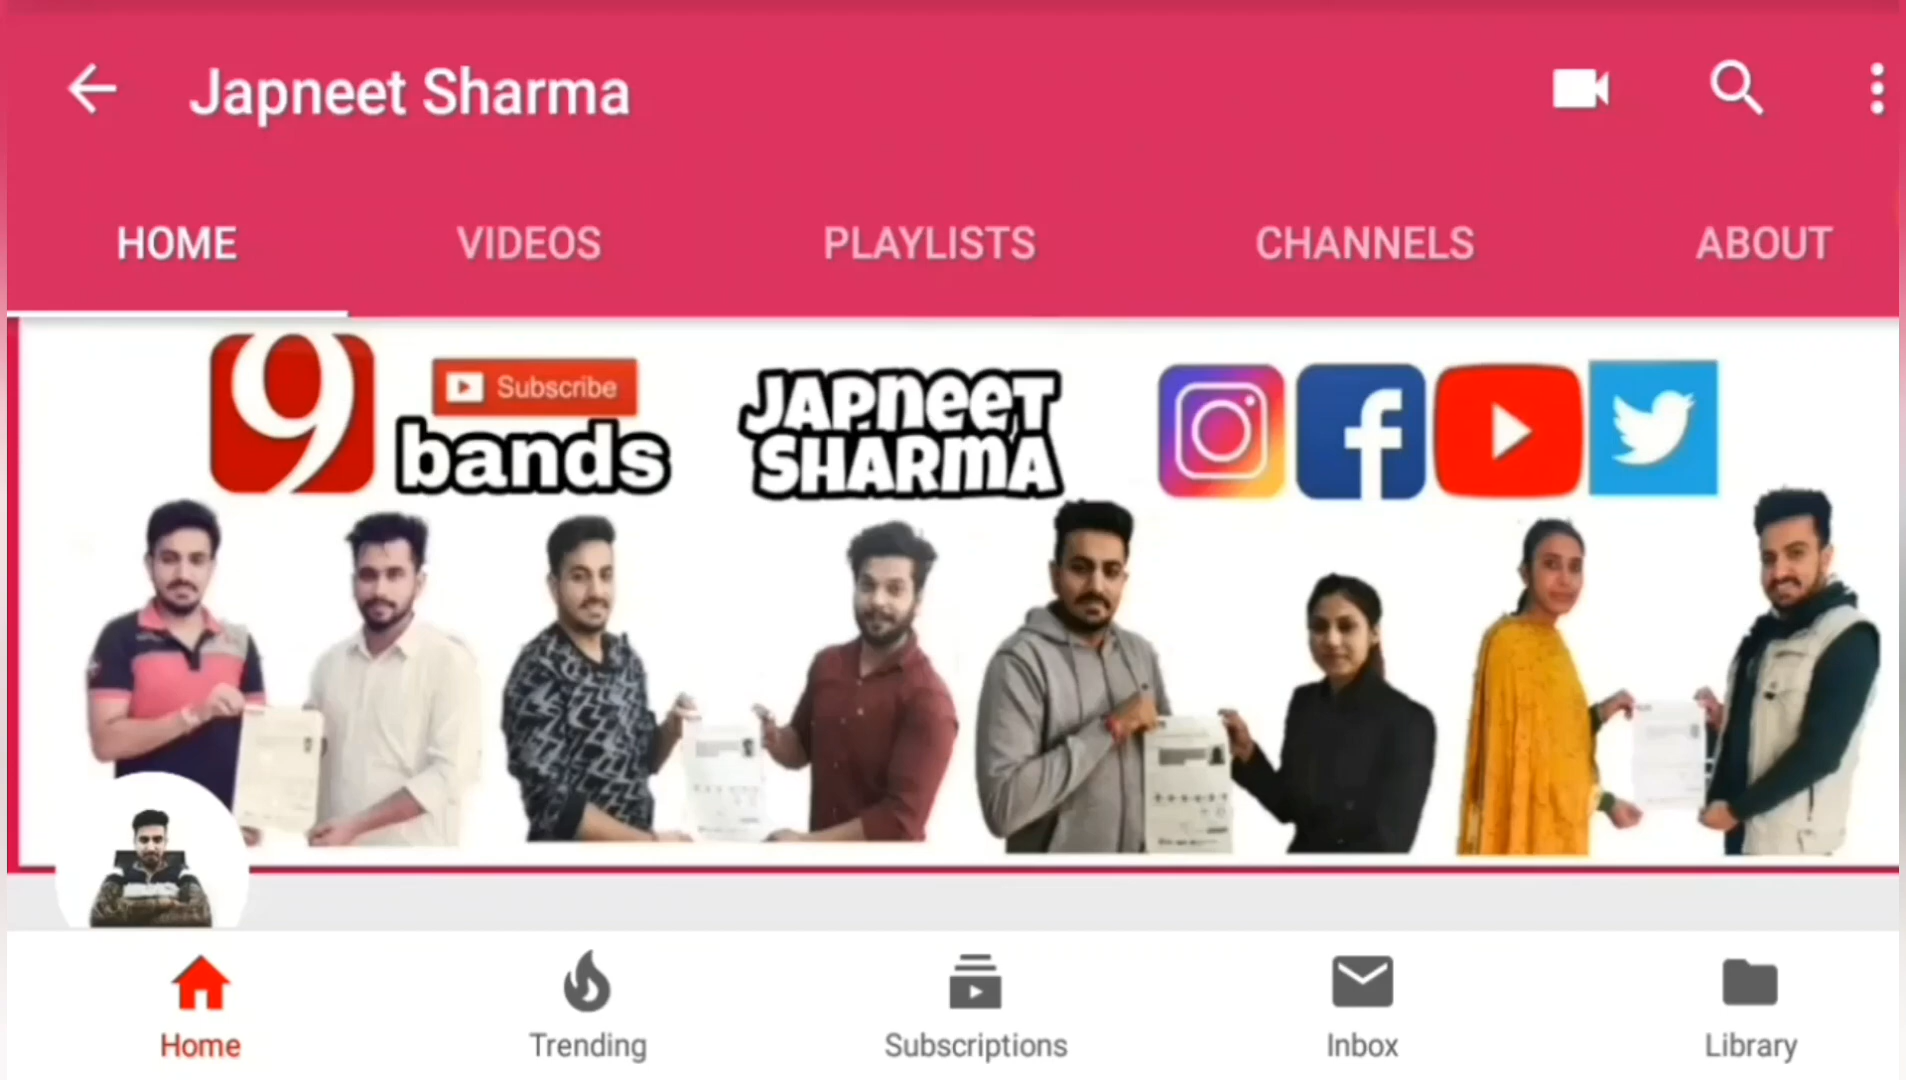 Japneet Sharma
HOME VIDEOS PLAYLISTS CHANNELS ABOUT
9 Subscribe
bands
JAPNEET
SHARMA
Home Trending Subscriptions Inbox Library